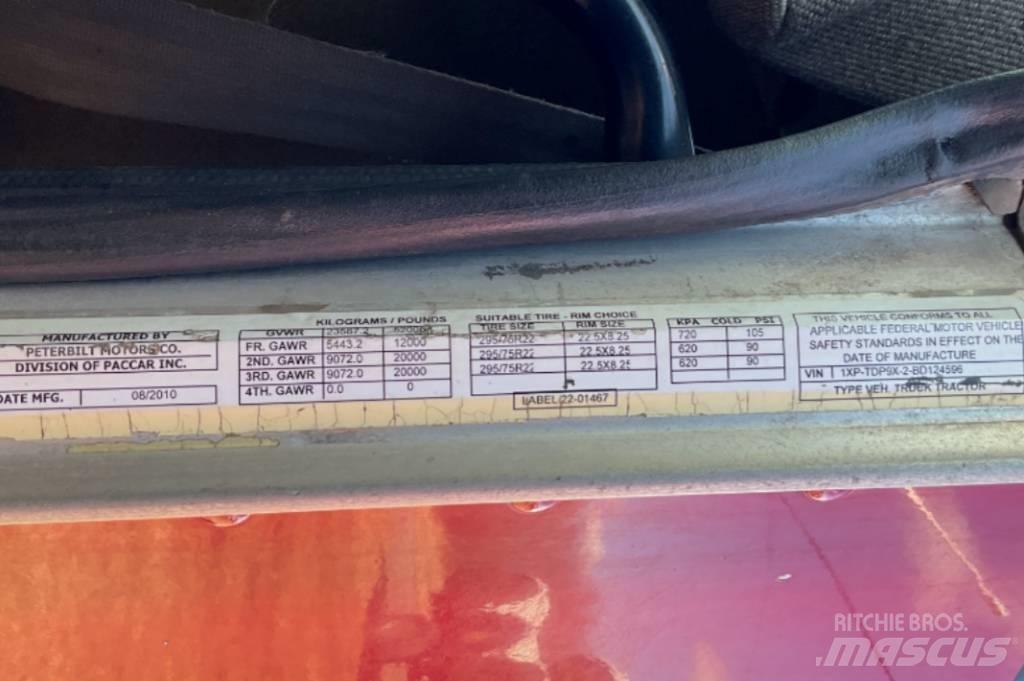 MANUFACTURED BY
PETERBILT MOTORS CO.
DIVISION OF PACCAR INC.
DATE MFG. 08/2010
KILOGRAMS / POUNDS
GVWR 23587.2 52000
FR. GAWR 5443.2 12000
2ND. GAWR 9072.0 20000
3RD. GAWR 9072.0 20000
4TH. GAWR 0.0 0
SUITABLE TIRE - RIM CHOICE
TIRE SIZE RIM SIZE
295/75R22 22.5X8.25
295/75R22 22.5X8.25
295/75R22 22.5X8.25
LABEL 22-01467
KPA COLD PSI
720 105
620 90
620 90
THIS VEHICLE CONFORMS TO ALL
APPLICABLE FEDERAL MOTOR VEHICLE
SAFETY STANDARDS IN EFFECT ON THE
DATE OF MANUFACTURE
VIN 1XP-TDP9X-2-BD124596
TYPE VEH. TRUCK TRACTOR
RITCHIE BROS.
MASCUS